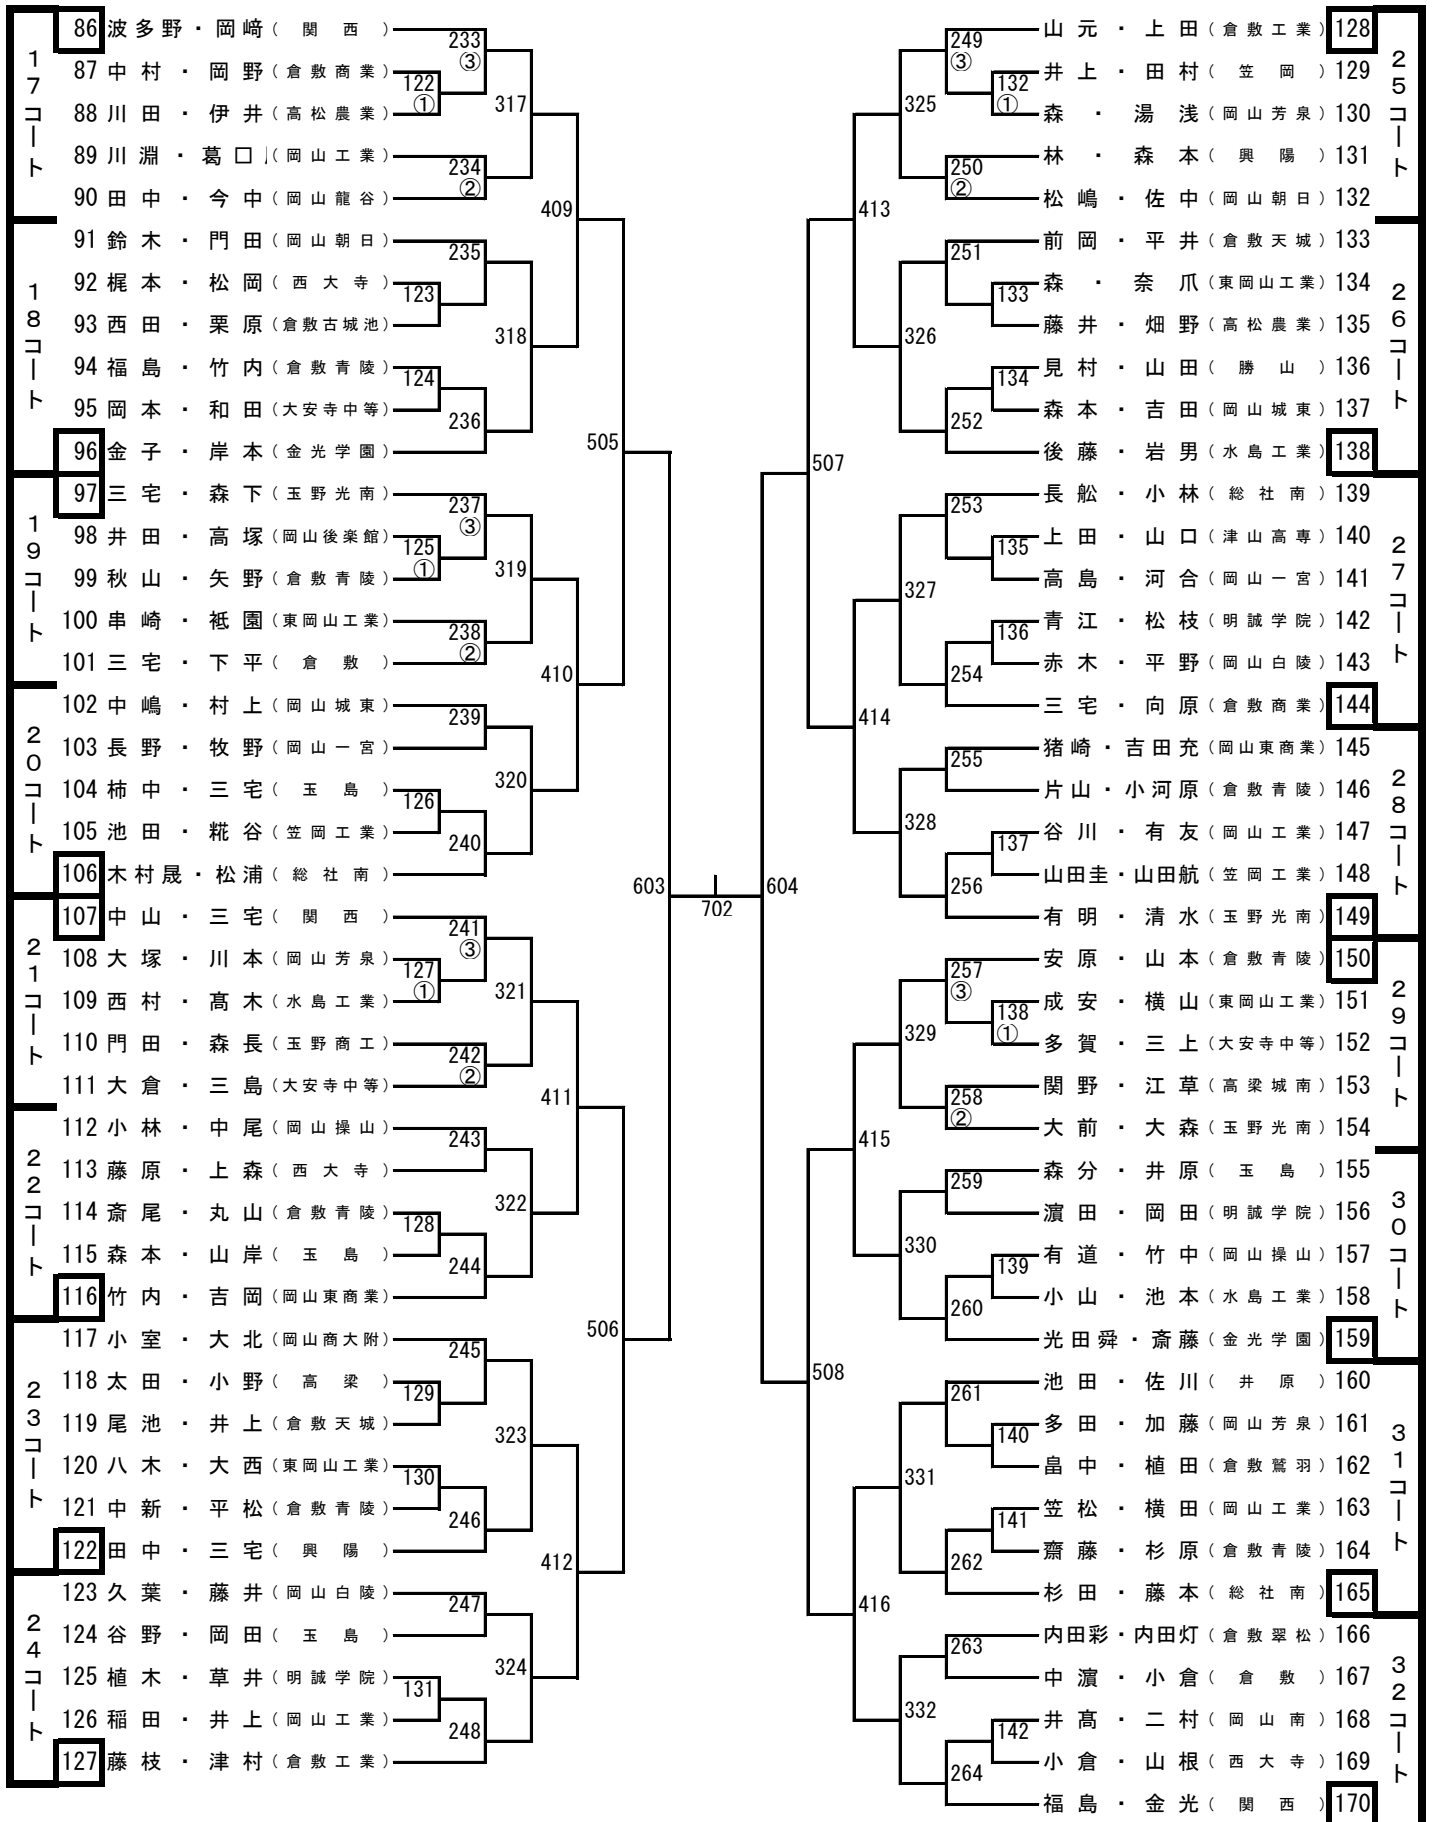 17コート
86 波多野・岡﨑（関西）
87 中村・岡野（倉敷商業）
88 川田・伊井（高松農業）
89 川淵・葛口（岡山工業）
90 田中・今中（岡山龍谷）
18コート
91 鈴木・門田（岡山朝日）
92 梶本・松岡（西大寺）
93 西田・栗原（倉敷古城池）
94 福島・竹内（倉敷青陵）
95 岡本・和田（大安寺中等）
96 金子・岸本（金光学園）
19コート
97 三宅・森下（玉野光南）
98 井田・高塚（岡山後楽館）
99 秋山・矢野（倉敷青陵）
100 串崎・祗園（東岡山工業）
101 三宅・下平（倉敷）
20コート
102 中嶋・村上（岡山城東）
103 長野・牧野（岡山一宮）
104 柿中・三宅（玉島）
105 池田・糀谷（笠岡工業）
106 木村晟・松浦（総社南）
21コート
107 中山・三宅（関西）
108 大塚・川本（岡山芳泉）
109 西村・髙木（水島工業）
110 門田・森長（玉野商工）
111 大倉・三島（大安寺中等）
22コート
112 小林・中尾（岡山操山）
113 藤原・上森（西大寺）
114 斎尾・丸山（倉敷青陵）
115 森本・山岸（玉島）
116 竹内・吉岡（岡山東商業）
23コート
117 小室・大北（岡山商大附）
118 太田・小野（高梁）
119 尾池・井上（倉敷天城）
120 八木・大西（東岡山工業）
121 中新・平松（倉敷青陵）
122 田中・三宅（興陽）
24コート
123 久葉・藤井（岡山白陵）
124 谷野・岡田（玉島）
125 植木・草井（明誠学院）
126 稲田・井上（岡山工業）
127 藤枝・津村（倉敷工業）
122
①
123
124
125
①
126
127
①
128
129
130
131
233
③
234
②
235
236
237
③
238
②
239
240
241
③
242
②
243
244
245
246
247
248
317
318
319
320
321
322
323
324
409
410
411
412
505
506
603
702
604
507
508
413
414
415
416
325
326
327
328
329
330
331
332
249
③
250
②
251
252
253
254
255
256
257
③
258
②
259
260
261
262
263
264
132
①
133
134
135
136
137
138
①
139
140
141
142
25コート
山元・上田（倉敷工業）128
井上・田村（笠岡）129
森・湯浅（岡山芳泉）130
林・森本（興陽）131
松嶋・佐中（岡山朝日）132
26コート
前岡・平井（倉敷天城）133
森・奈爪（東岡山工業）134
藤井・畑野（高松農業）135
見村・山田（勝山）136
森本・吉田（岡山城東）137
後藤・岩男（水島工業）138
27コート
長舩・小林（総社南）139
上田・山口（津山高専）140
高島・河合（岡山一宮）141
青江・松枝（明誠学院）142
赤木・平野（岡山白陵）143
三宅・向原（倉敷商業）144
28コート
猪崎・吉田充（岡山東商業）145
片山・小河原（倉敷青陵）146
谷川・有友（岡山工業）147
山田圭・山田航（笠岡工業）148
有明・清水（玉野光南）149
29コート
安原・山本（倉敷青陵）150
成安・横山（東岡山工業）151
多賀・三上（大安寺中等）152
関野・江草（高梁城南）153
大前・大森（玉野光南）154
30コート
森分・井原（玉島）155
濵田・岡田（明誠学院）156
有道・竹中（岡山操山）157
小山・池本（水島工業）158
光田舜・斎藤（金光学園）159
31コート
池田・佐川（井原）160
多田・加藤（岡山芳泉）161
畠中・植田（倉敷鷲羽）162
笠松・横田（岡山工業）163
齋藤・杉原（倉敷青陵）164
杉田・藤本（総社南）165
32コート
内田彩・内田灯（倉敷翠松）166
中濵・小倉（倉敷）167
井髙・二村（岡山南）168
小倉・山根（西大寺）169
福島・金光（関西）170